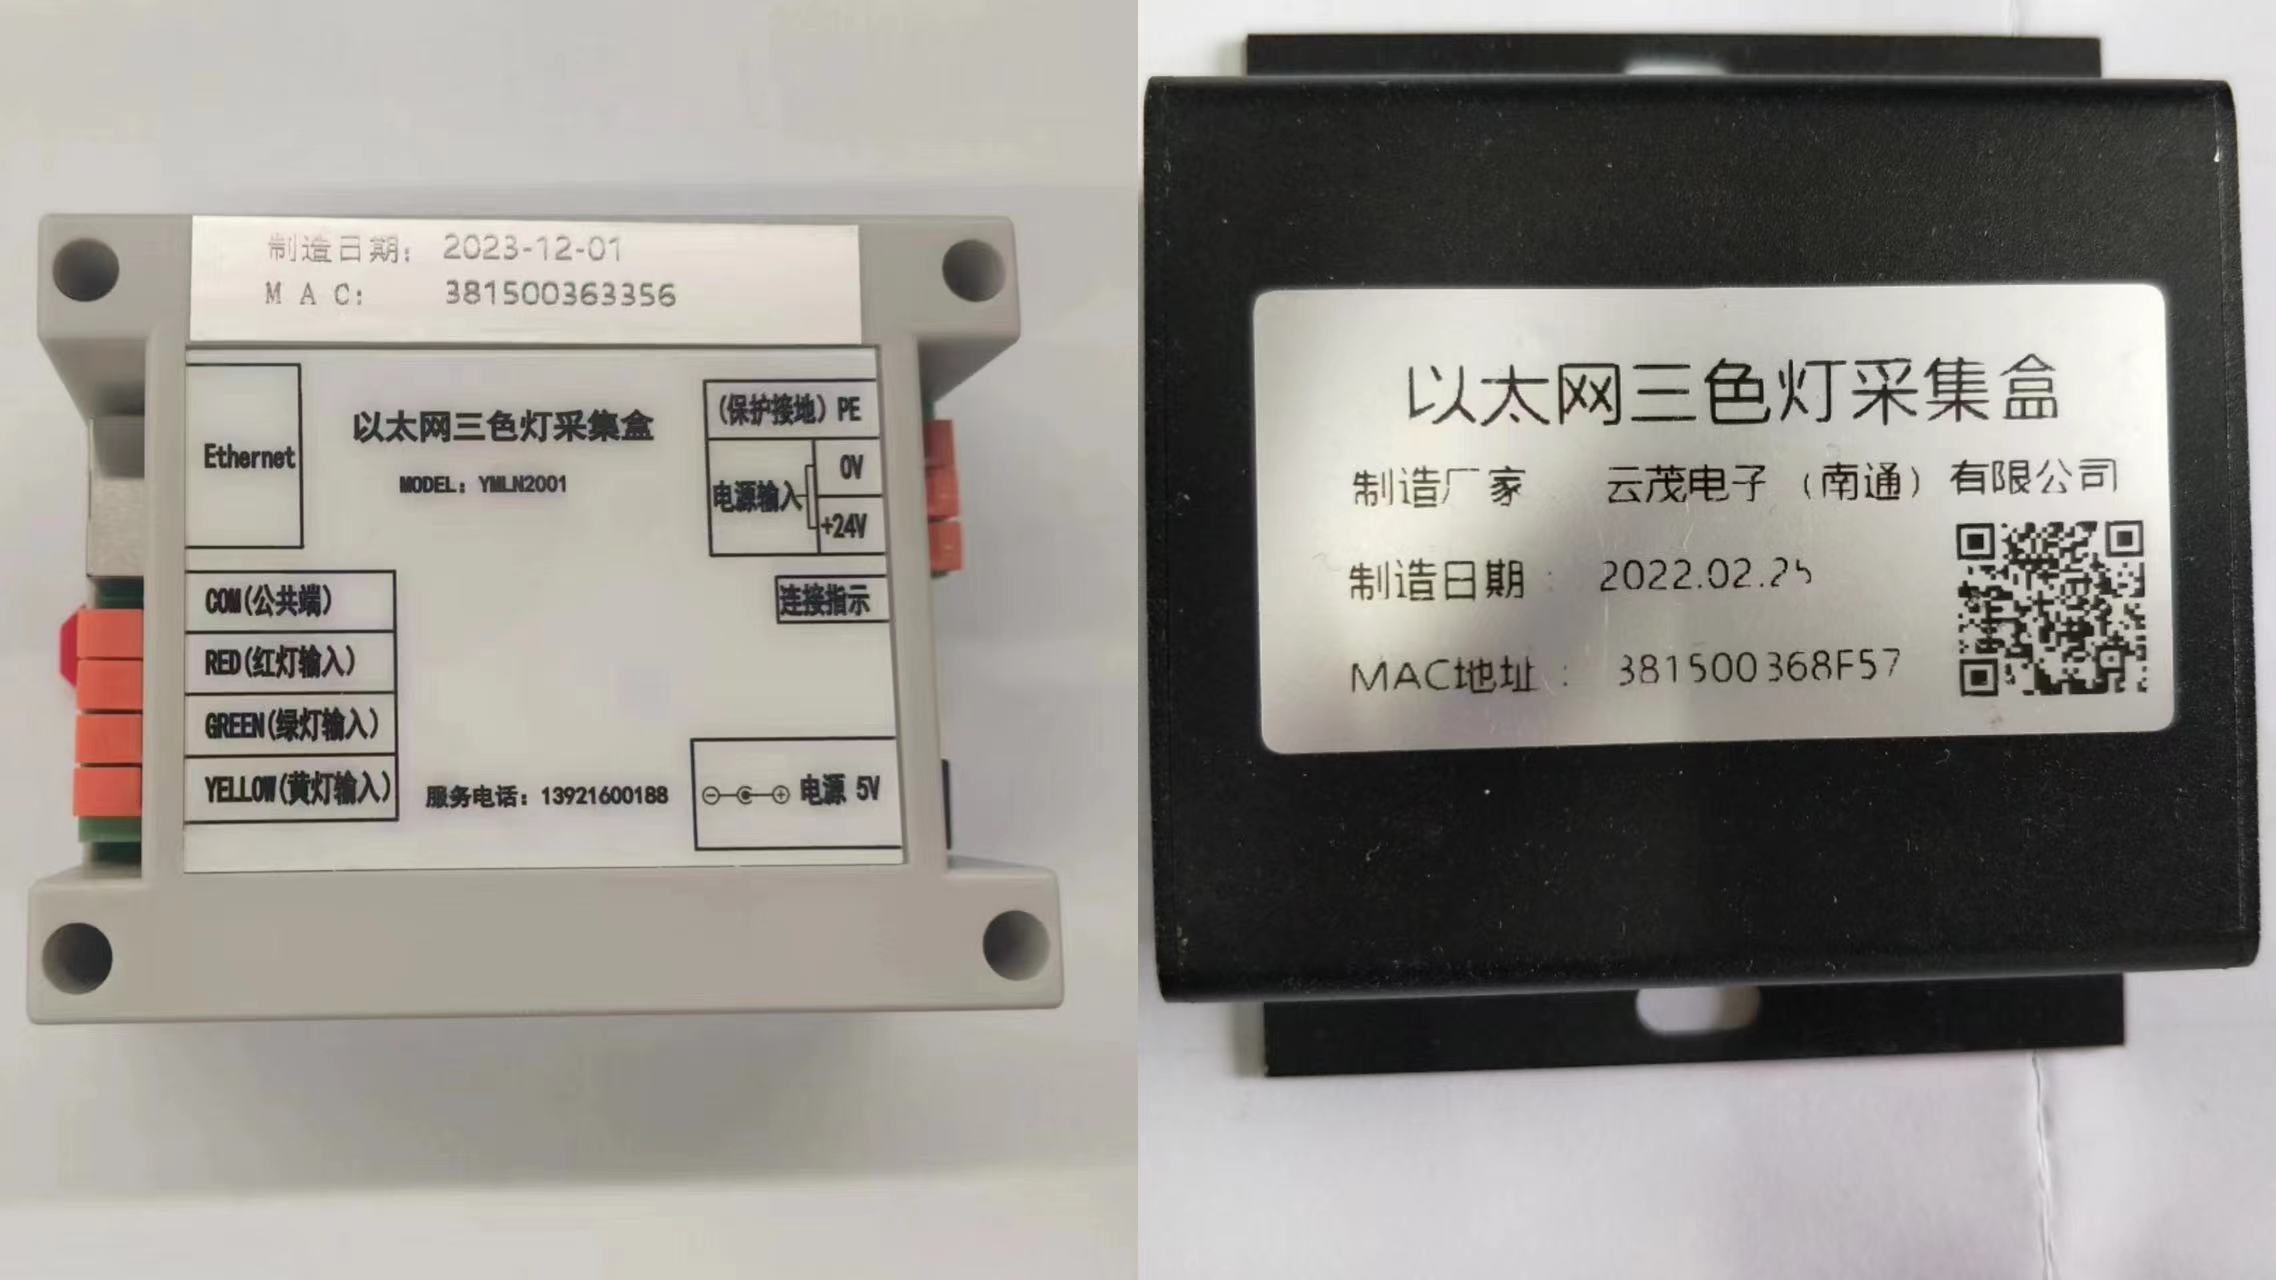 制造日期： 2023-12-01
MAC： 381500363356
Ethernet
以太网三色灯采集盒
MODEL：YMLN2001
(保护接地) PE
电源输入
0V
+24V
连接指示
COM(公共端)
RED(红灯输入)
GREEN(绿灯输入)
YELLOW(黄灯输入)
服务电话：13921600188
电源 5V
以太网三色灯采集盒
制造厂家 云茂电子（南通）有限公司
制造日期： 2022.02.25
MAC地址： 381500368F57